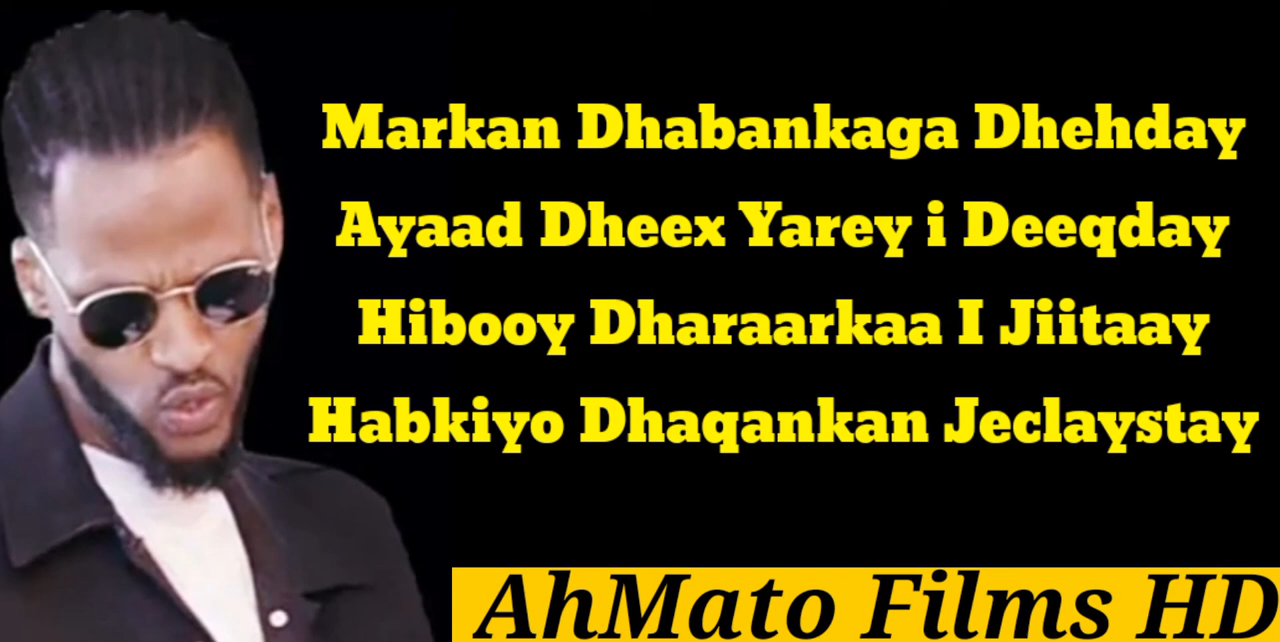 Markan Dhabankaga Dhehday
Ayaad Dheex Yarey i Deeqday
Hibooy Dharaarkaa I Jiitaay
Habkiyo Dhaqankan Jeclaystay
AhMato Films HD